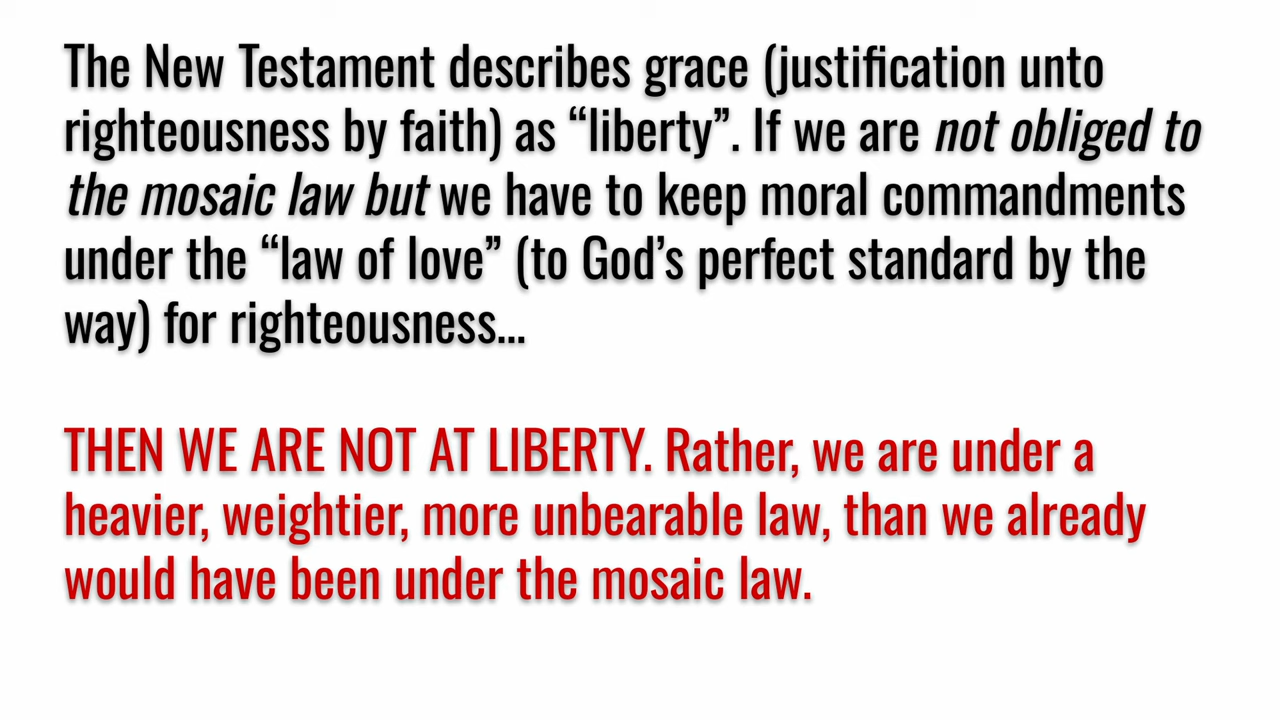 The New Testament describes grace (justification unto
righteousness by faith) as “liberty”. If we are not obliged to
the mosaic law but we have to keep moral commandments
under the “law of love” (to God’s perfect standard by the
way) for righteousness...
THEN WE ARE NOT AT LIBERTY. Rather, we are under a
heavier, weightier, more unbearable law, than we already
would have been under the mosaic law.